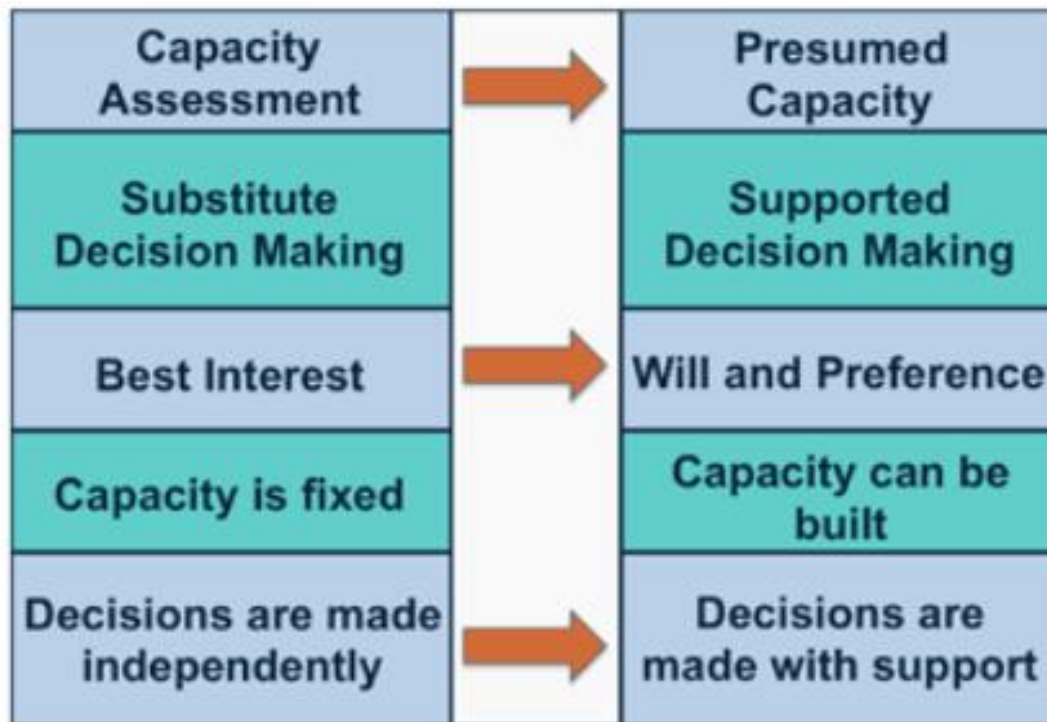 Capacity
Assessment
Presumed
Capacity
Substitute
Decision Making
Supported
Decision Making
Best Interest
Will and Preference
Capacity is fixed
Capacity can be
built
Decisions are made
independently
Decisions are
made with support